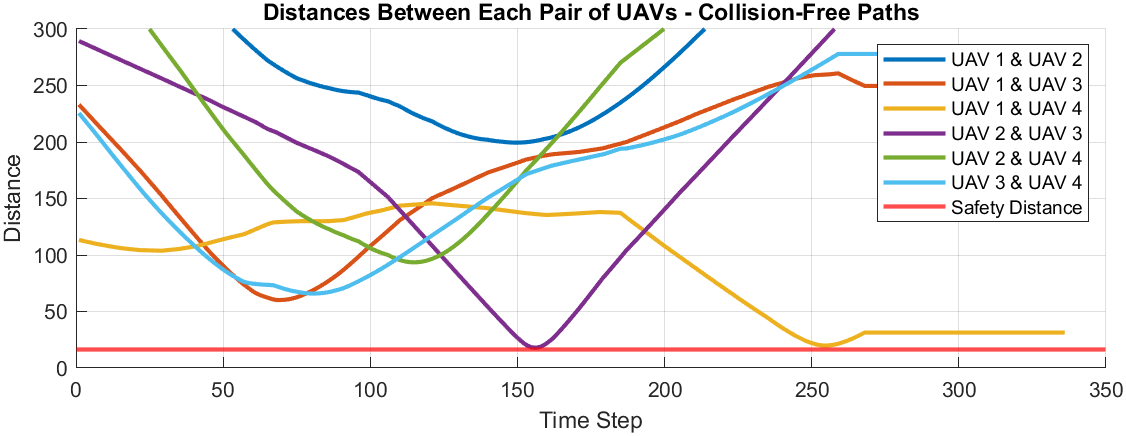 Distances Between Each Pair of UAVs - Collision-Free Paths
300
250
200
150
100
50
0
Distance
0 50 100 150 200 250 300 350
Time Step
UAV 1 & UAV 2
UAV 1 & UAV 3
UAV 1 & UAV 4
UAV 2 & UAV 3
UAV 2 & UAV 4
UAV 3 & UAV 4
Safety Distance